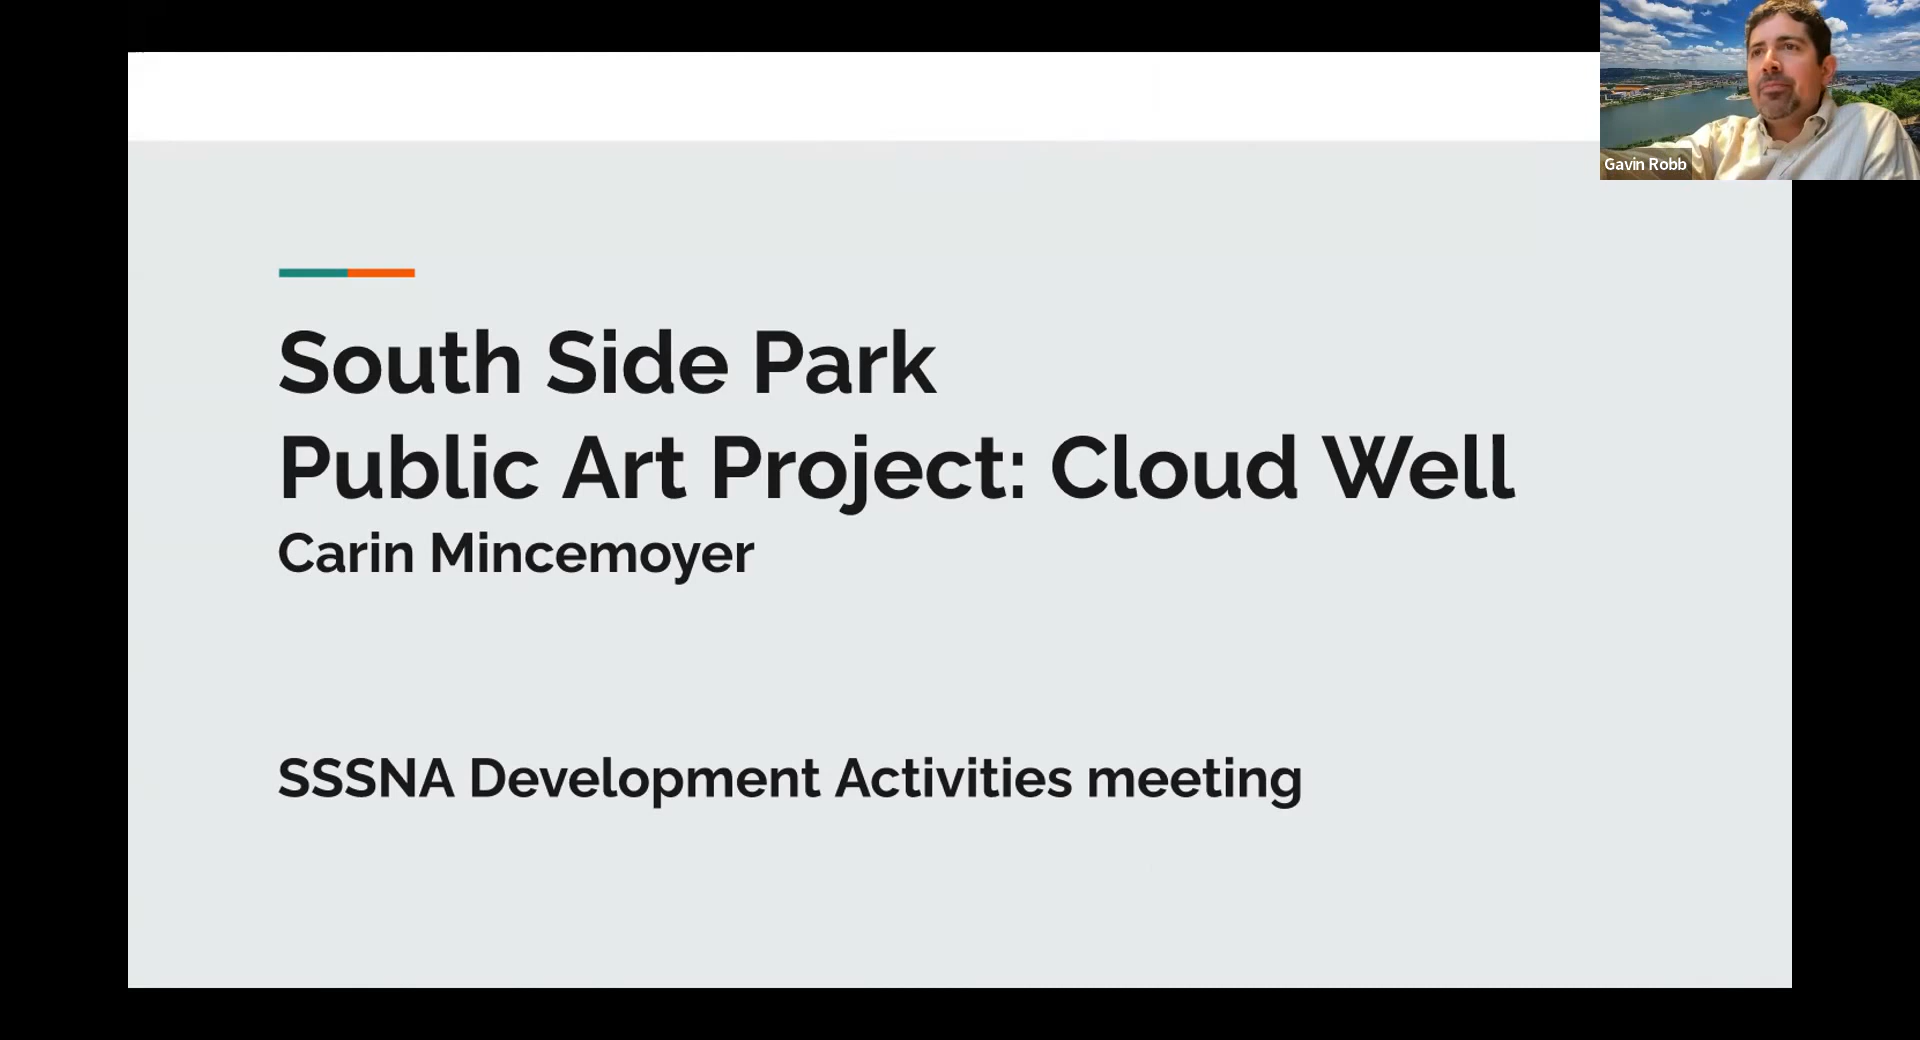 South Side Park
Public Art Project: Cloud Well
Carin Mincemoyer
SSSNA Development Activities meeting
Gavin Robb